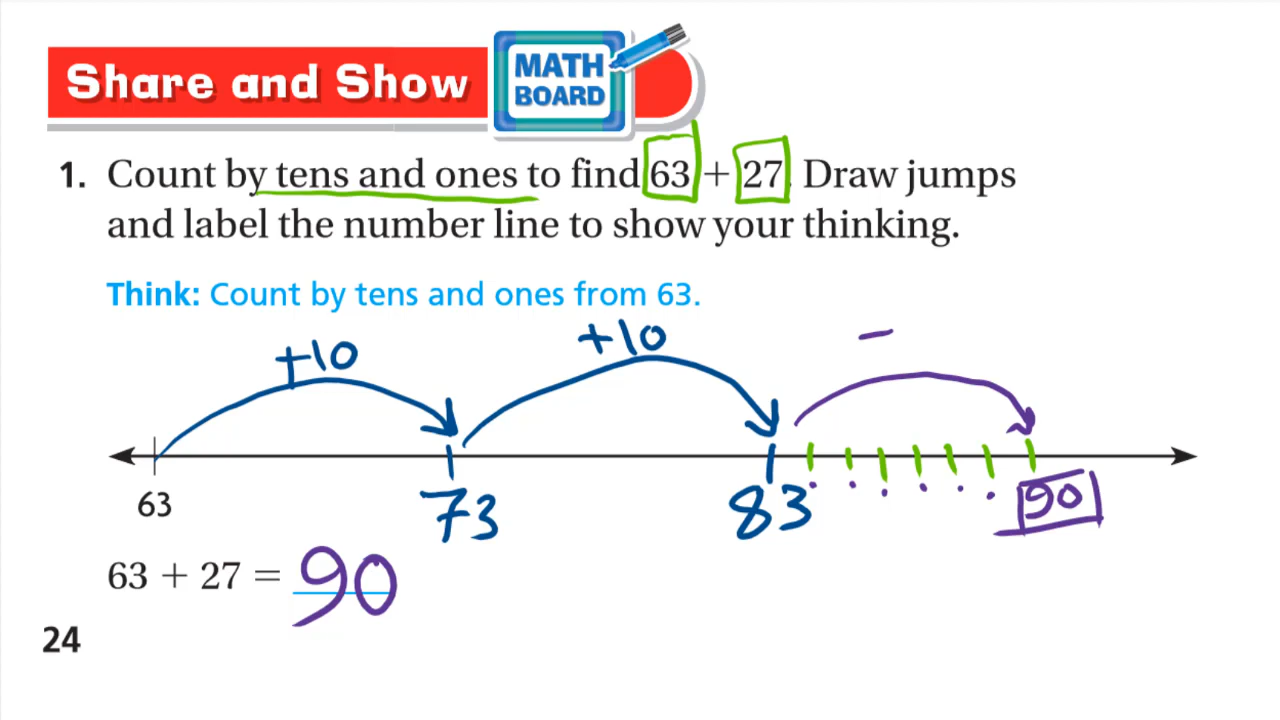 Share and Show
MATH
BOARD
1. Count by tens and ones to find 63 + 27. Draw jumps
and label the number line to show your thinking.
Think: Count by tens and ones from 63.
+10
+10
−
63
73
83
90
63 + 27 = 90
24